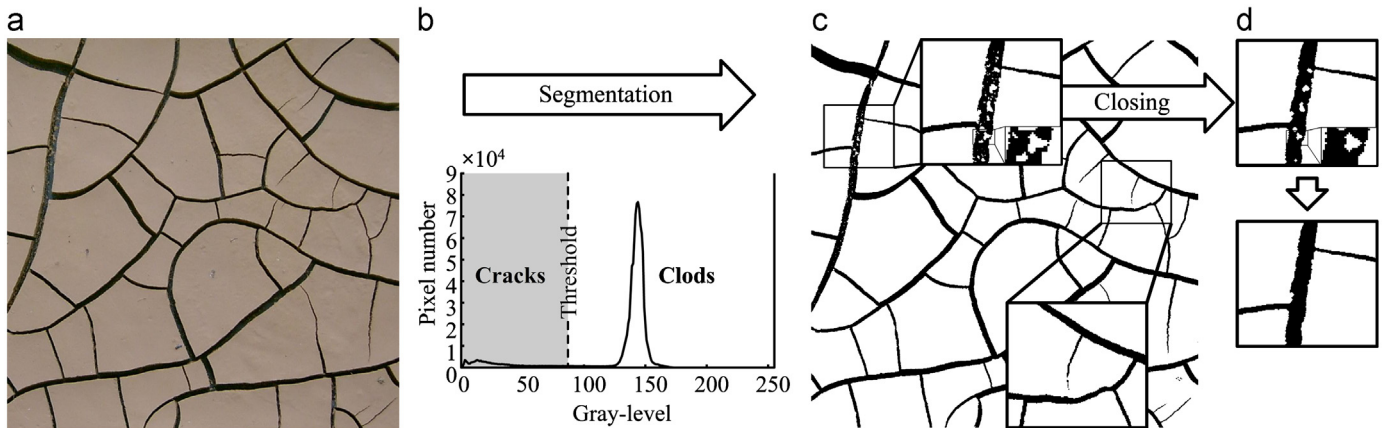 a
b
c
d
Segmentation
Closing
×10⁴
9
8
7
6
5
4
3
2
1
0
Pixel number
Cracks
Threshold
Clods
0
50
100
150
200
250
Gray-level